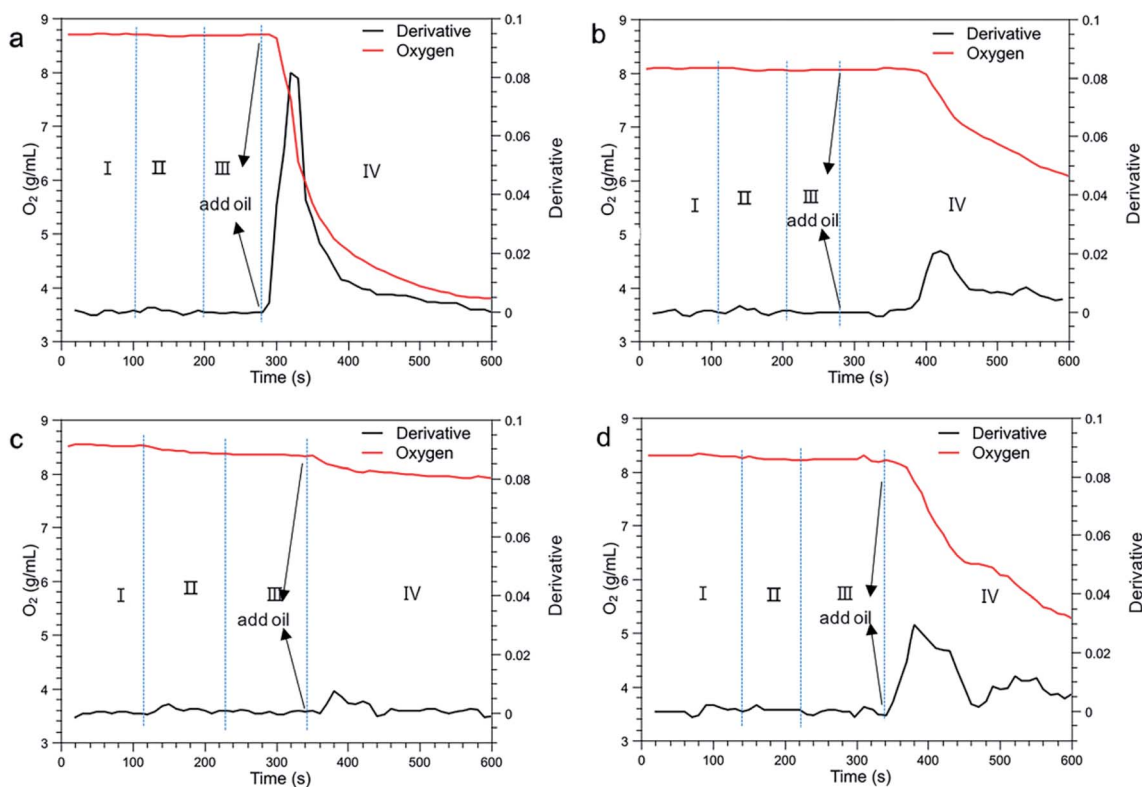 a
Derivative
Oxygen
9
8
7
6
5
4
3
O₂ (g/mL)
Ⅰ
Ⅱ
Ⅲ
Ⅳ
add oil
0.1
0.08
0.06
0.04
0.02
0
Derivative
0 100 200 300 400 500 600
Time (s)
b
Derivative
Oxygen
9
8
7
6
5
4
3
O₂ (g/mL)
Ⅰ
Ⅱ
Ⅲ
Ⅳ
add oil
0.1
0.08
0.06
0.04
0.02
0
Derivative
0 100 200 300 400 500 600
Time (s)
c
Derivative
Oxygen
9
8
7
6
5
4
3
O₂ (g/mL)
Ⅰ
Ⅱ
Ⅲ
Ⅳ
add oil
0.1
0.08
0.06
0.04
0.02
0
Derivative
0 100 200 300 400 500 600
Time (s)
d
Derivative
Oxygen
9
8
7
6
5
4
3
O₂ (g/mL)
Ⅰ
Ⅱ
Ⅲ
Ⅳ
add oil
0.1
0.08
0.06
0.04
0.02
0
Derivative
0 100 200 300 400 500 600
Time (s)